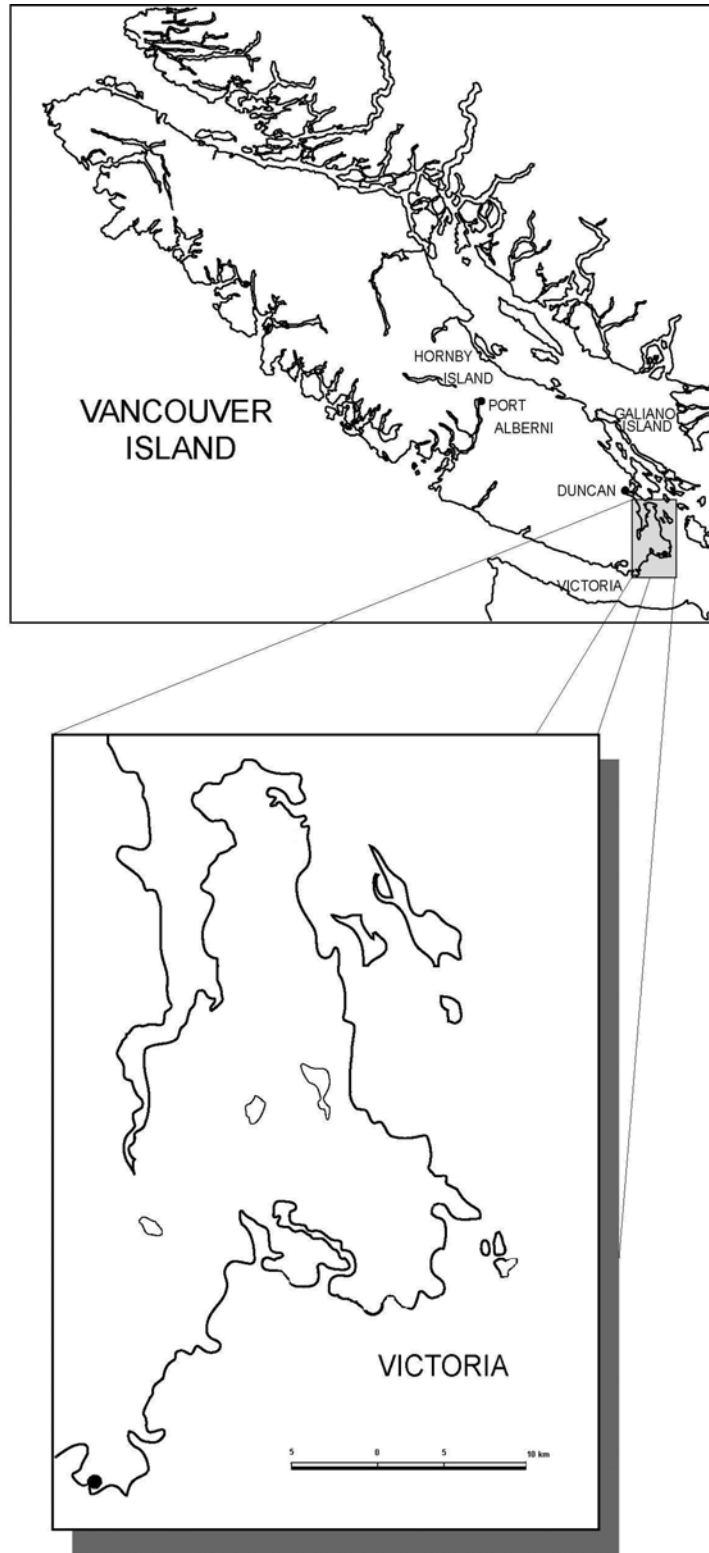 HORNBY
ISLAND
VANCOUVER
ISLAND
PORT
ALBERNI
GALIANO
ISLAND
DUNCAN
VICTORIA
VICTORIA
5 0 5 10 km